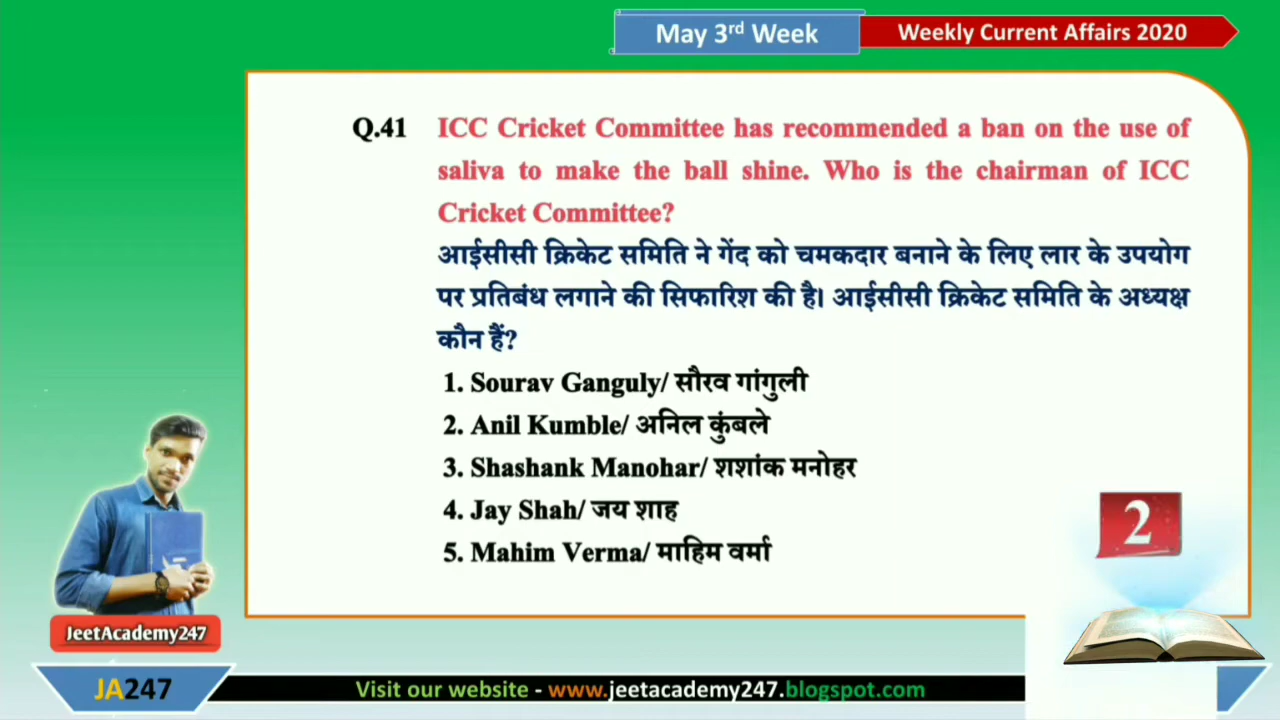 May 3rd Week
Weekly Current Affairs 2020
Q.41 ICC Cricket Committee has recommended a ban on the use of
saliva to make the ball shine. Who is the chairman of ICC
Cricket Committee?
आईसीसी क्रिकेट समिति ने गेंद को चमकदार बनाने के लिए लार के उपयोग
पर प्रतिबंध लगाने की सिफारिश की है। आईसीसी क्रिकेट समिति के अध्यक्ष
कौन हैं?
1. Sourav Ganguly/ सौरव गांगुली
2. Anil Kumble/ अनिल कुंबले
3. Shashank Manohar/ शशांक मनोहर
4. Jay Shah/ जय शाह
5. Mahim Verma/ माहिम वर्मा
2
JeetAcademy247
JA247
Visit our website - www.jeetacademy247.blogspot.com